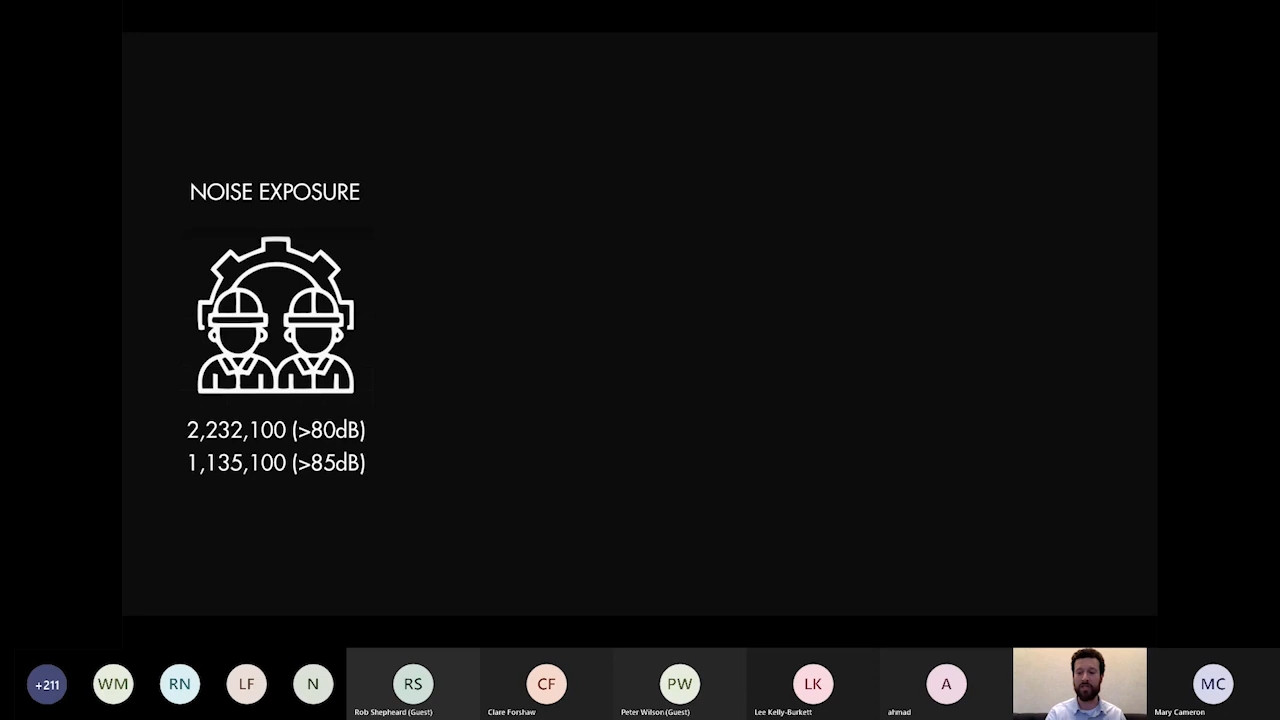 NOISE EXPOSURE
2,232,100 (>80dB)
1,135,100 (>85dB)
+211
WM
RN
LF
N
RS
CF
PW
LK
A
MC
Rob Shepheard (Guest)
Clare Forshaw
Peter Wilson (Guest)
Lee Kelly-Burkett
ahmad
Mary Cameron